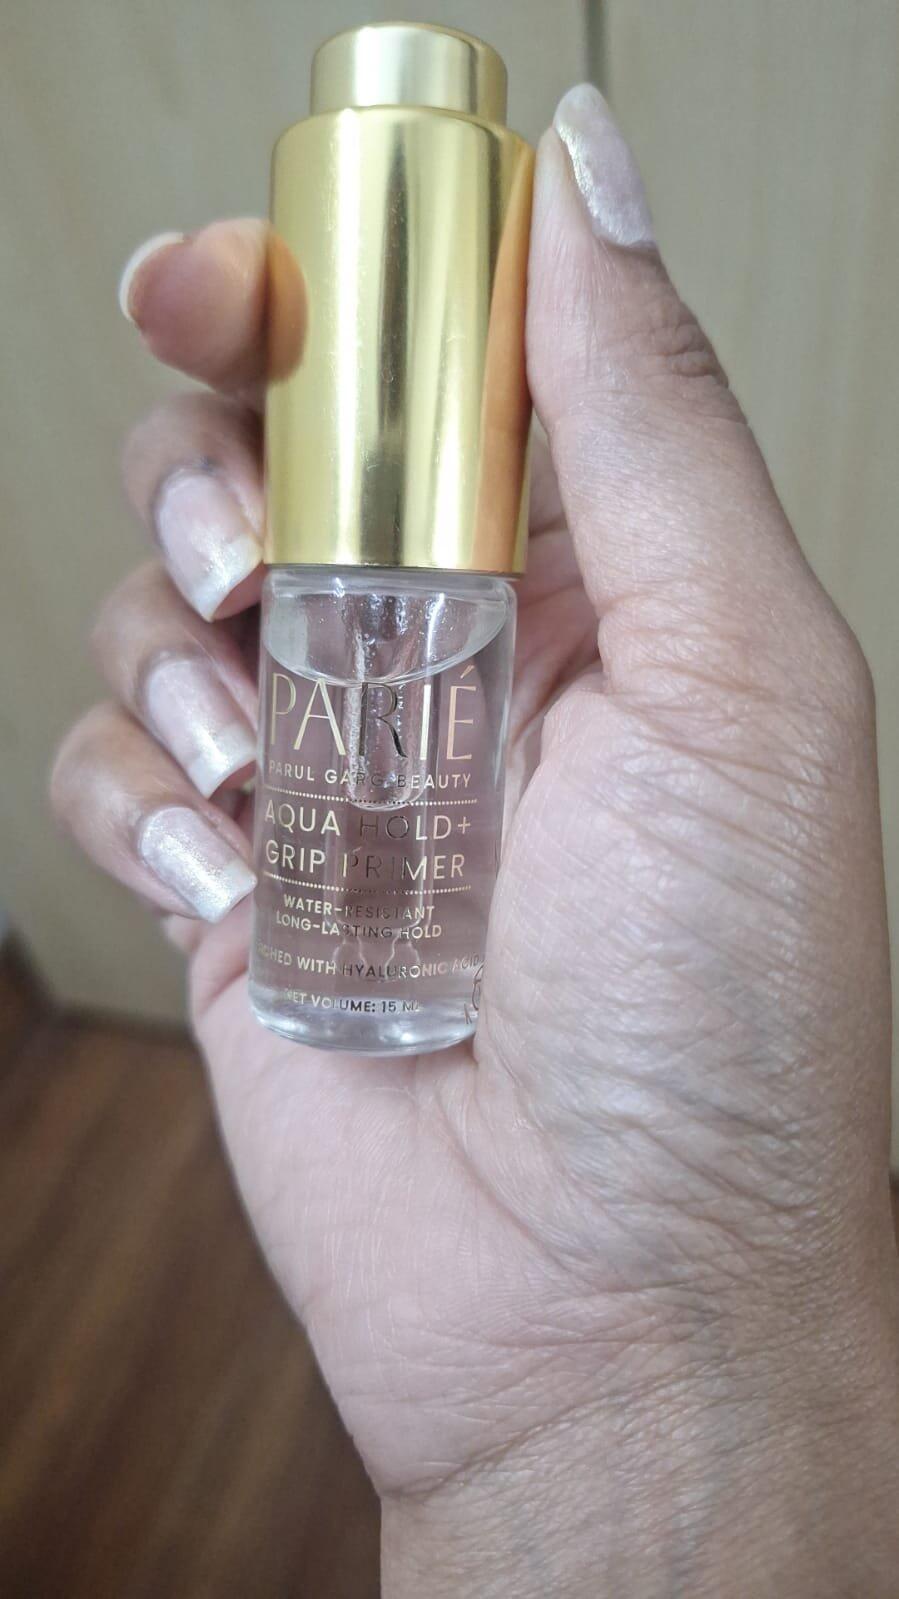 PARIÉ
PARUL GARG BEAUTY
AQUA HOLD+
GRIP PRIMER
WATER-RESISTANT
LONG-LASTING HOLD
WITH HYALURONIC ACID
NET VOLUME: 15 ML